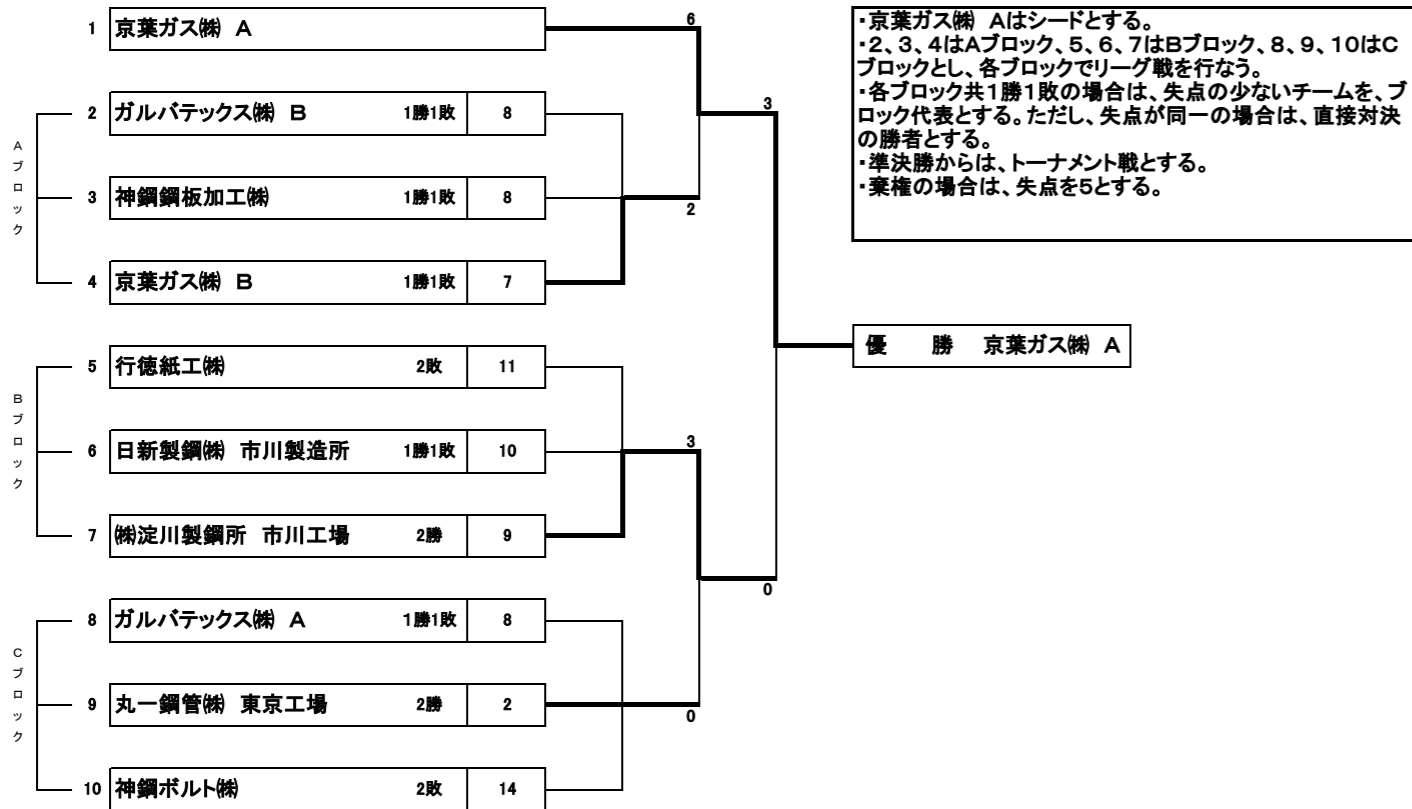 1 京葉ガス㈱ A
6
・京葉ガス㈱ Aはシードとする。
・2、3、4はAブロック、5、6、7はBブロック、8、9、10はC
ブロックとし、各ブロックでリーグ戦を行なう。
・各ブロック共1勝1敗の場合は、失点の少ないチームを、ブ
ロック代表とする。ただし、失点が同一の場合は、直接対決
の勝者とする。
・準決勝からは、トーナメント戦とする。
・棄権の場合は、失点を5とする。
3
Aブロック
2 ガルバテックス㈱ B 1勝1敗 8
3 神鋼鋼板加工㈱ 1勝1敗 8
2
4 京葉ガス㈱ B 1勝1敗 7
優 勝 京葉ガス㈱ A
Bブロック
5 行徳紙工㈱ 2敗 11
6 日新製鋼㈱ 市川製造所 1勝1敗 10
3
7 ㈱淀川製鋼所 市川工場 2勝 9
0
Cブロック
8 ガルバテックス㈱ A 1勝1敗 8
9 丸一鋼管㈱ 東京工場 2勝 2
0
10 神鋼ボルト㈱ 2敗 14